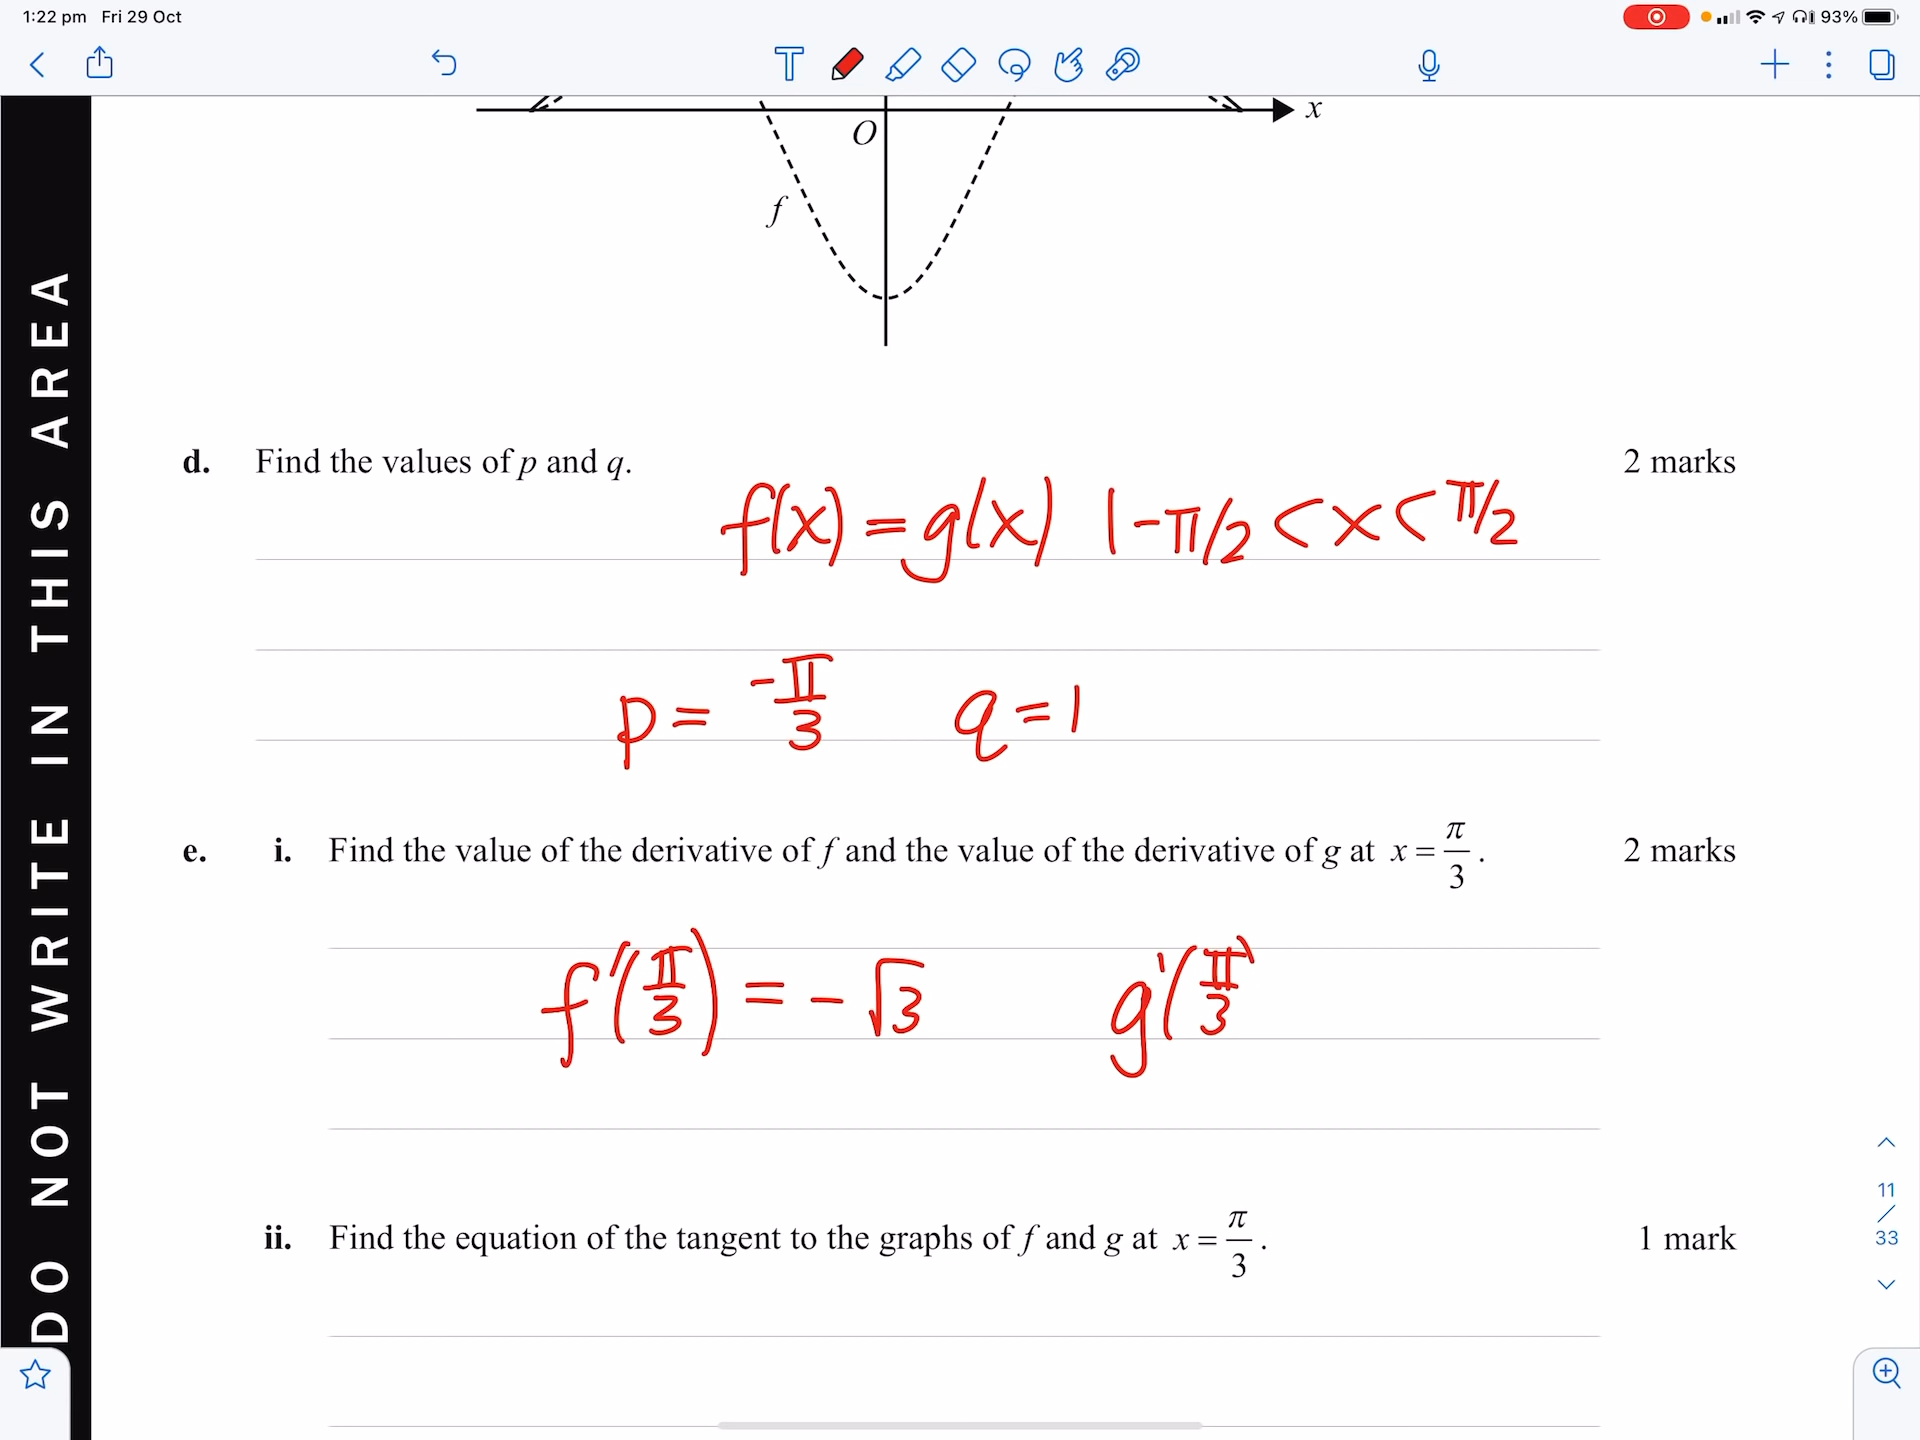 1:22 pm Fri 29 Oct
93%
x
O
f
DO NOT WRITE IN THIS AREA
d. Find the values of p and q. 2 marks
f(x) = g(x) | -π/2 < x < π/2
p = -π/3 q = 1
e. i. Find the value of the derivative of f and the value of the derivative of g at x = π/3 . 2 marks
f'(π/3) = -√3 g'(π/3)
ii. Find the equation of the tangent to the graphs of f and g at x = π/3 . 1 mark
11
/
33